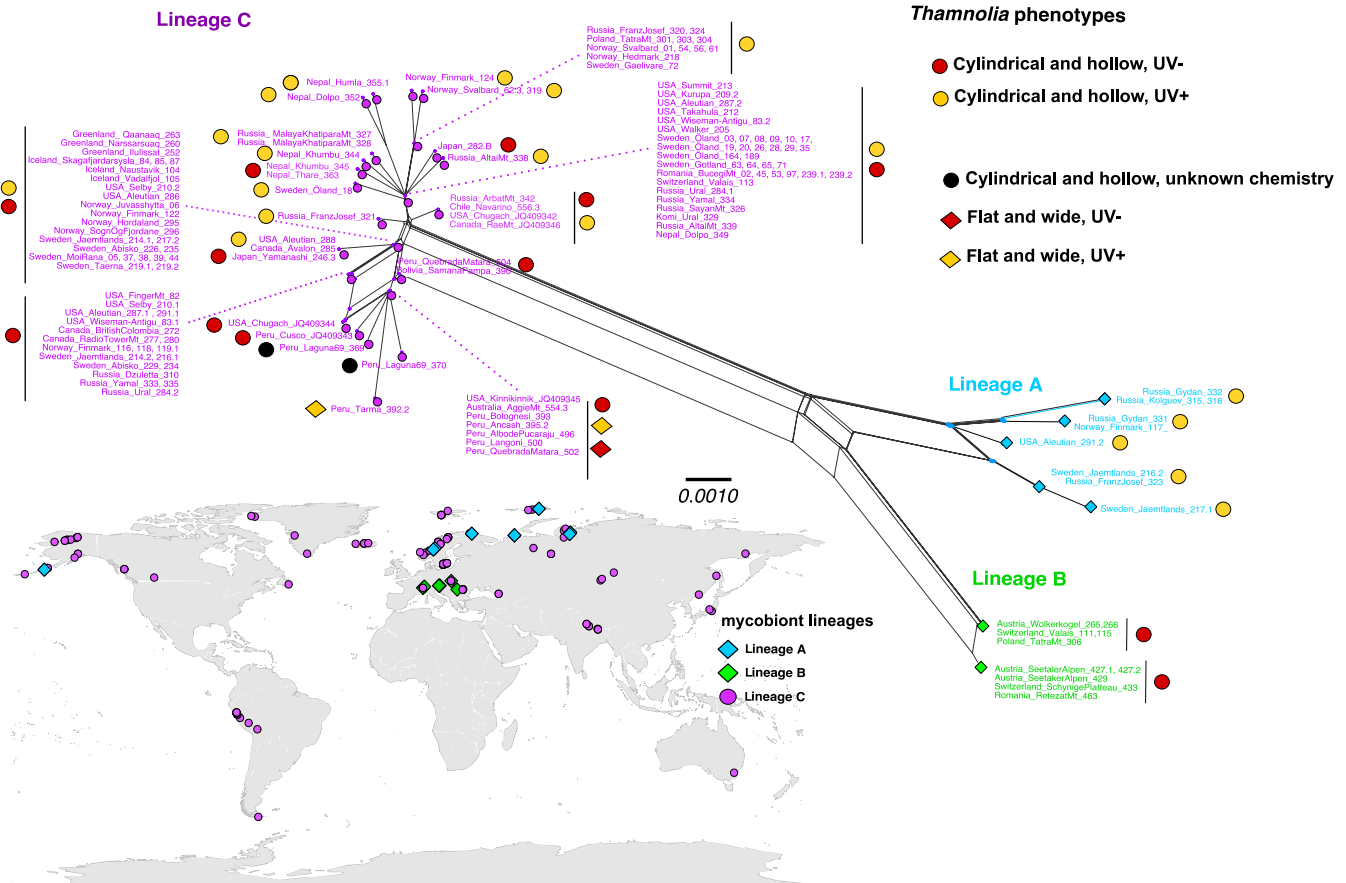 Lineage C
Thamnolia phenotypes
Cylindrical and hollow, UV-
Cylindrical and hollow, UV+
Cylindrical and hollow, unknown chemistry
Flat and wide, UV-
Flat and wide, UV+
Russia_FranzJosef_320, 324
Poland_TatraMt_301, 303, 304
Norway_Svalbard_01, 54, 56, 61
Norway_Hedmark_218
Sweden_Gaelivare_72
Nepal_Humla_355.1
Nepal_Dolpo_352
Norway_Finmark_124
Norway_Svalbard_62.3, 319
USA_Summit_213
USA_Kurupa_209.2
USA_Aleutian_287.2
USA_Takahula_212
USA_Wiseman-Antigu_83.2
USA_Walker_205
Sweden_Öland_03, 07, 08, 09, 10, 17,
Sweden_Öland_19, 20, 26, 28, 29, 35
Sweden_Öland_164, 189
Sweden_Gotland_63, 64, 65, 71
Romania_BucegiMt_02, 45, 53, 97, 239.1, 239.2
Switzerland_Valais_113
Russia_Ural_284.1
Russia_Yamal_334
Russia_SayanMt_326
Komi_Ural_329
Russia_AltaiMt_339
Nepal_Dolpo_349
Greenland_ Qaanaaq_263
Greenland_Narssarsuaq_260
Greenland_Ilulissat_252
Iceland_Skagafjardarsysla_84, 85, 87
Iceland_Naustavik_104
Iceland_Vadalfjol_105
USA_Selby_210.2
USA_Aleutian_286
Norway_Juvasshytta_06
Norway_Finmark_122
Norway_Hordaland_295
Norway_SognOgFjordane_296
Sweden_Jaemtlands_214.1, 217.2
Sweden_Abisko_226, 235
Sweden_MoiRana_05, 37, 38, 39, 44
Sweden_Taerna_219.1, 219.2
Russia_ MalayaKhatiparaMt_327
Russia_MalayaKhatiparaMt_328
Nepal_Khumbu_344
Nepal_Khumbu_345
Nepal_Thare_363
Sweden_Öland_18
Russia_FranzJosef_321
USA_Aleutian_288
Canada_Avalon_285
Japan_Yamanashi_246.3
Japan_282.B
Russia_AltaiMt_338
Russia_ArbatMt_342
Chile_Navarino_556.3
USA_Chugach_JQ409342
Canada_RaeMt_JQ409346
Peru_QuebradaMatara_504
Bolivia_SamanaPampa_396
USA_FingerMt_82
USA_Selby_210.1
USA_Aleutian_287.1 , 291.1
USA_Wiseman-Antigu_83.1
Canada_BritishColombia_272
Canada_RadioTowerMt_277, 280
Norway_Finmark_116, 118, 119.1
Sweden_Jaemtlands_214.2, 216.1
Sweden_Abisko_229, 234
Russia_Dzuletta_310
Russia_Yamal_333, 335
Russia_Ural_284.2
USA_Chugach_JQ409344
Peru_Cusco_JQ409343
Peru_Laguna69_369
Peru_Laguna69_370
Peru_Tarma_392.2
USA_Kinnikinnik_JQ409345
Australia_AggieMt_554.3
Peru_Bolognesi_393
Peru_Ancash_395.2
Peru_AlbodePucaraju_496
Peru_Langoni_500
Peru_QuebradaMatara_502
0.0010
Lineage A
Russia_Gydan_332
Russia_Kolguev_315, 316
Russia_Gydan_331
Norway_Finmark_117_
USA_Aleutian_291.2
Sweden_Jaemtlands_216.2
Russia_FranzJosef_323
Sweden_Jaemtlands_217.1
Lineage B
Austria_Wolkerkogel_265,266
Switzerland_Valais_111,115
Poland_TatraMt_306
Austria_SeetalerAlpen_427.1, 427.2
Austria_SeetakerAlpen_429
Switzerland_SchynigePlatteau_433
Romania_RetezatMt_463
mycobiont lineages
Lineage A
Lineage B
Lineage C